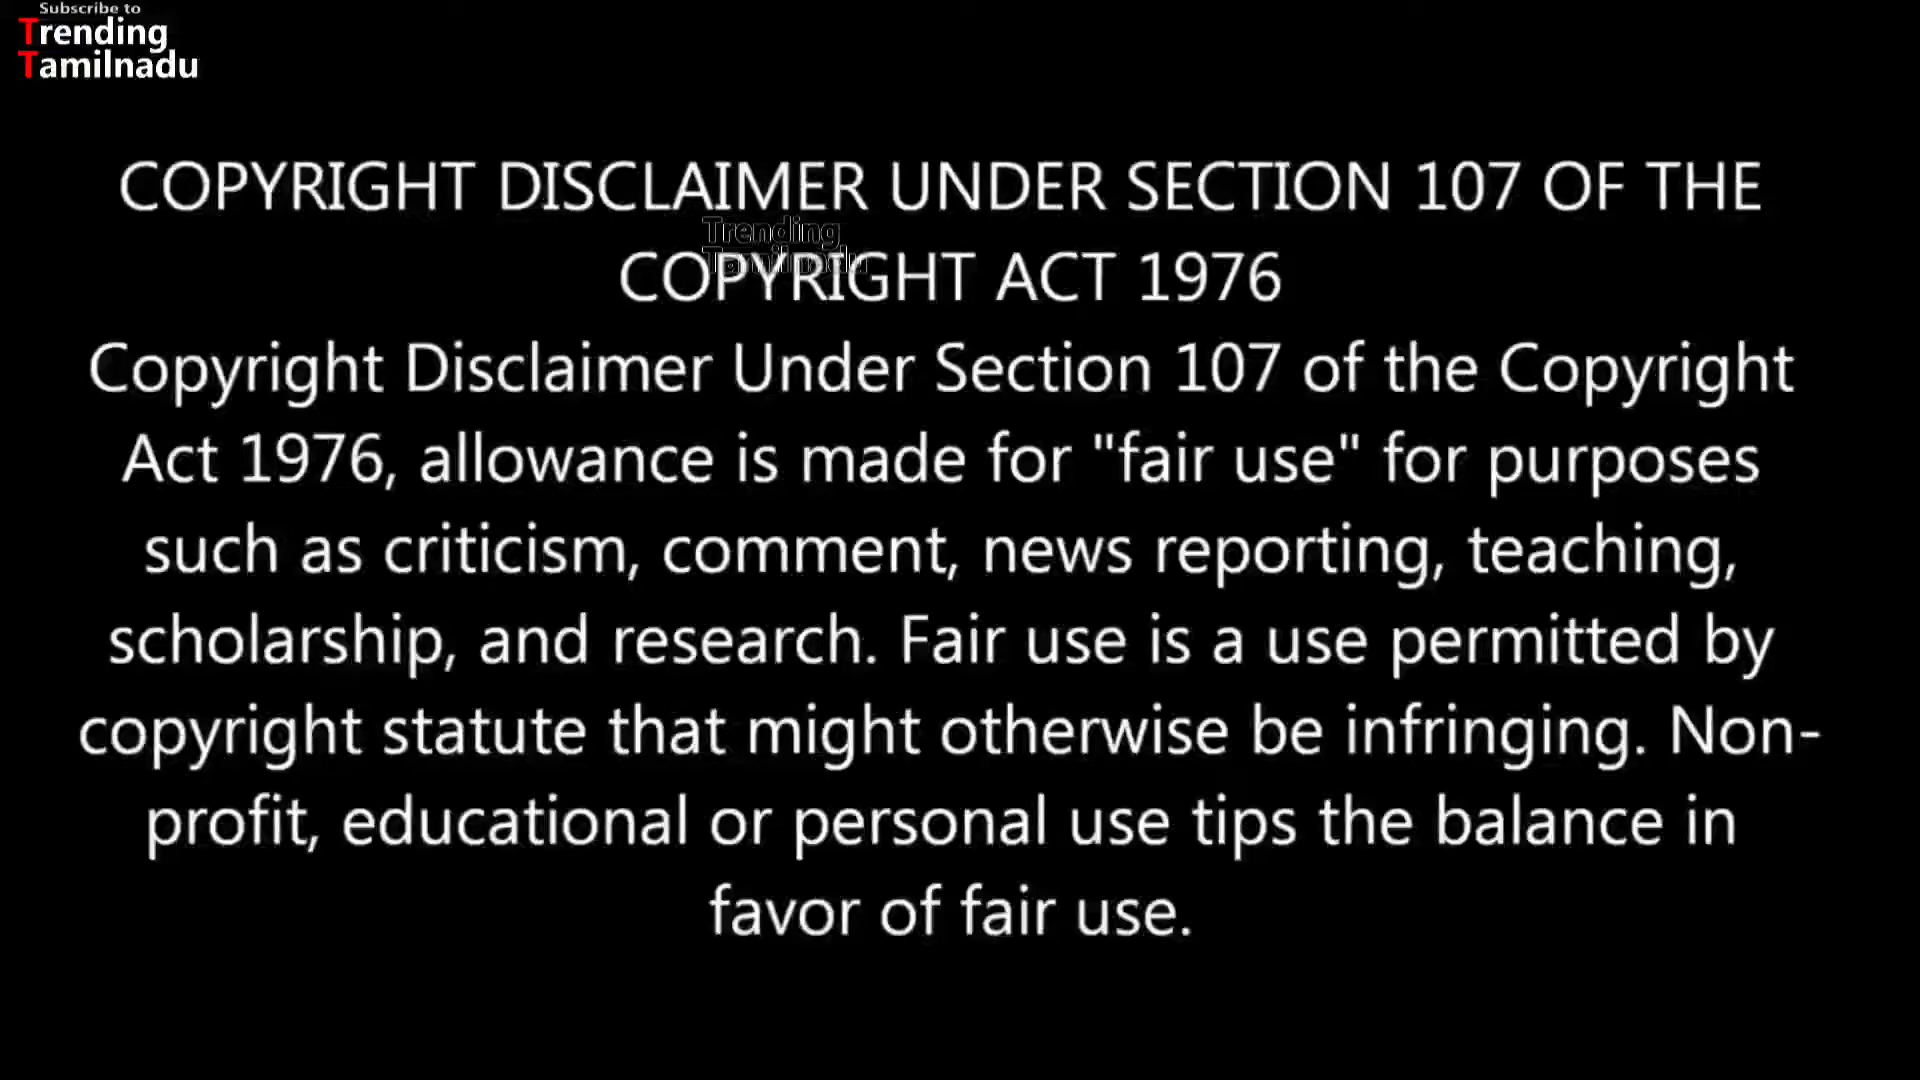 Subscribe to
Trending
Tamilnadu
COPYRIGHT DISCLAIMER UNDER SECTION 107 OF THE
Trending
Tamilnadu
COPYRIGHT ACT 1976
Copyright Disclaimer Under Section 107 of the Copyright
Act 1976, allowance is made for "fair use" for purposes
such as criticism, comment, news reporting, teaching,
scholarship, and research. Fair use is a use permitted by
copyright statute that might otherwise be infringing. Non-
profit, educational or personal use tips the balance in
favor of fair use.